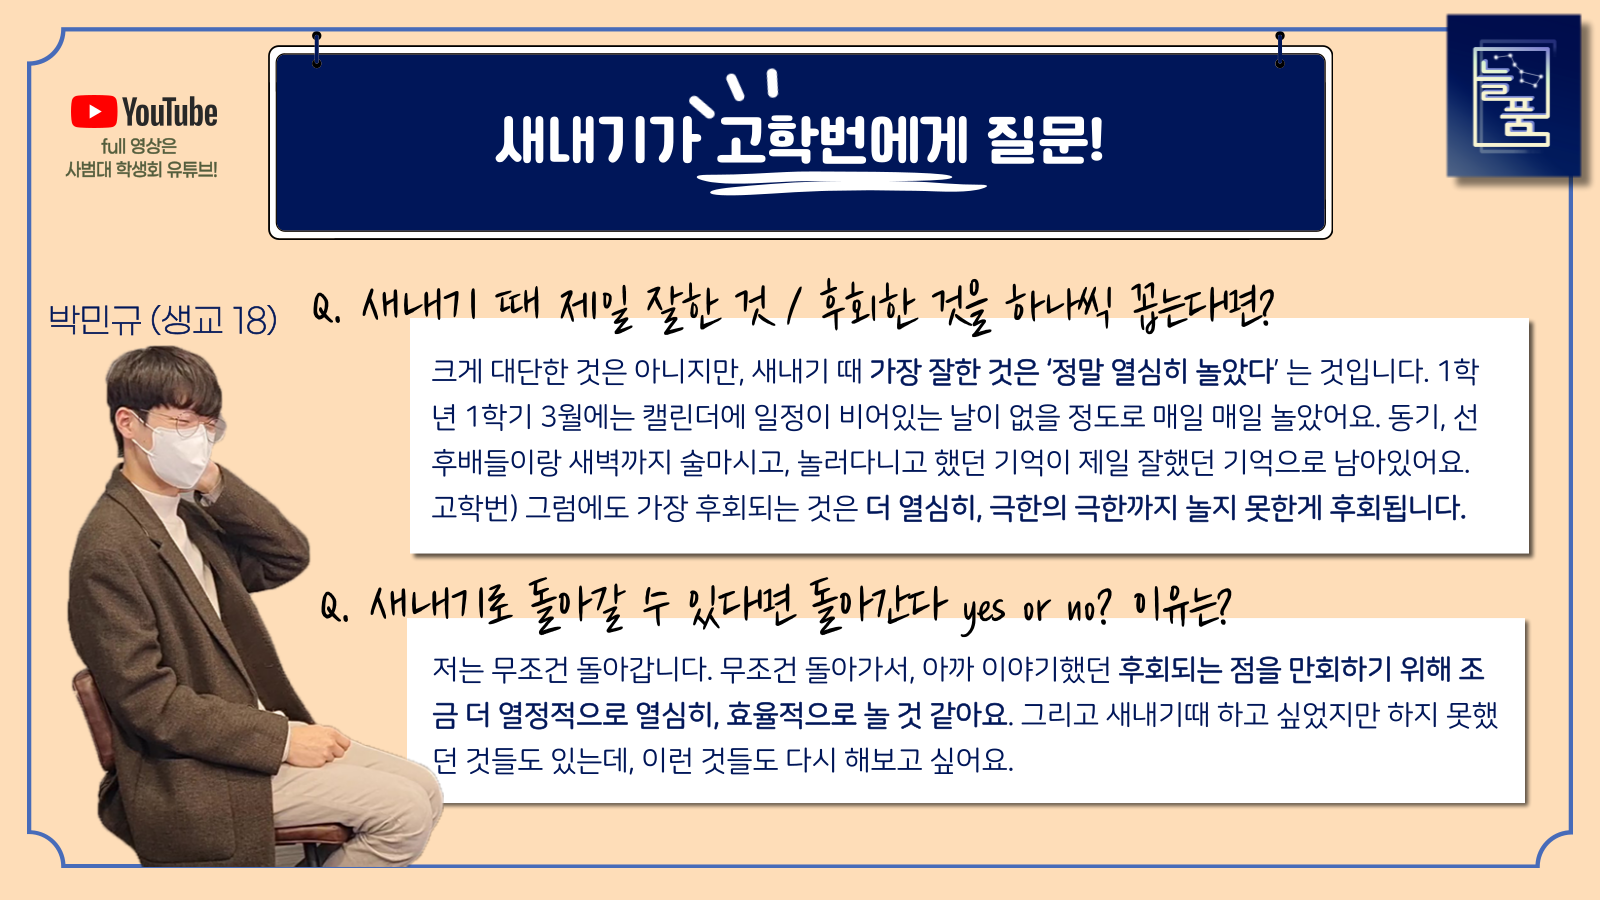 YouTube
full 영상은
사범대 학생회 유튜브!
새내기가 고학번에게 질문!
늘품
박민규 (생교 18)
Q. 새내기 때 제일 잘한 것 / 후회한 것을 하나씩 꼽는다면?
크게 대단한 것은 아니지만, 새내기 때 가장 잘한 것은 ‘정말 열심히 놀았다’ 는 것입니다. 1학
년 1학기 3월에는 캘린더에 일정이 비어있는 날이 없을 정도로 매일 매일 놀았어요. 동기, 선
후배들이랑 새벽까지 술마시고, 놀러다니고 했던 기억이 제일 잘했던 기억으로 남아있어요.
고학번) 그럼에도 가장 후회되는 것은 더 열심히, 극한의 극한까지 놀지 못한게 후회됩니다.
Q. 새내기로 돌아갈 수 있다면 돌아간다 yes or no? 이유는?
저는 무조건 돌아갑니다. 무조건 돌아가서, 아까 이야기했던 후회되는 점을 만회하기 위해 조
금 더 열정적으로 열심히, 효율적으로 놀 것 같아요. 그리고 새내기때 하고 싶었지만 하지 못했
던 것들도 있는데, 이런 것들도 다시 해보고 싶어요.